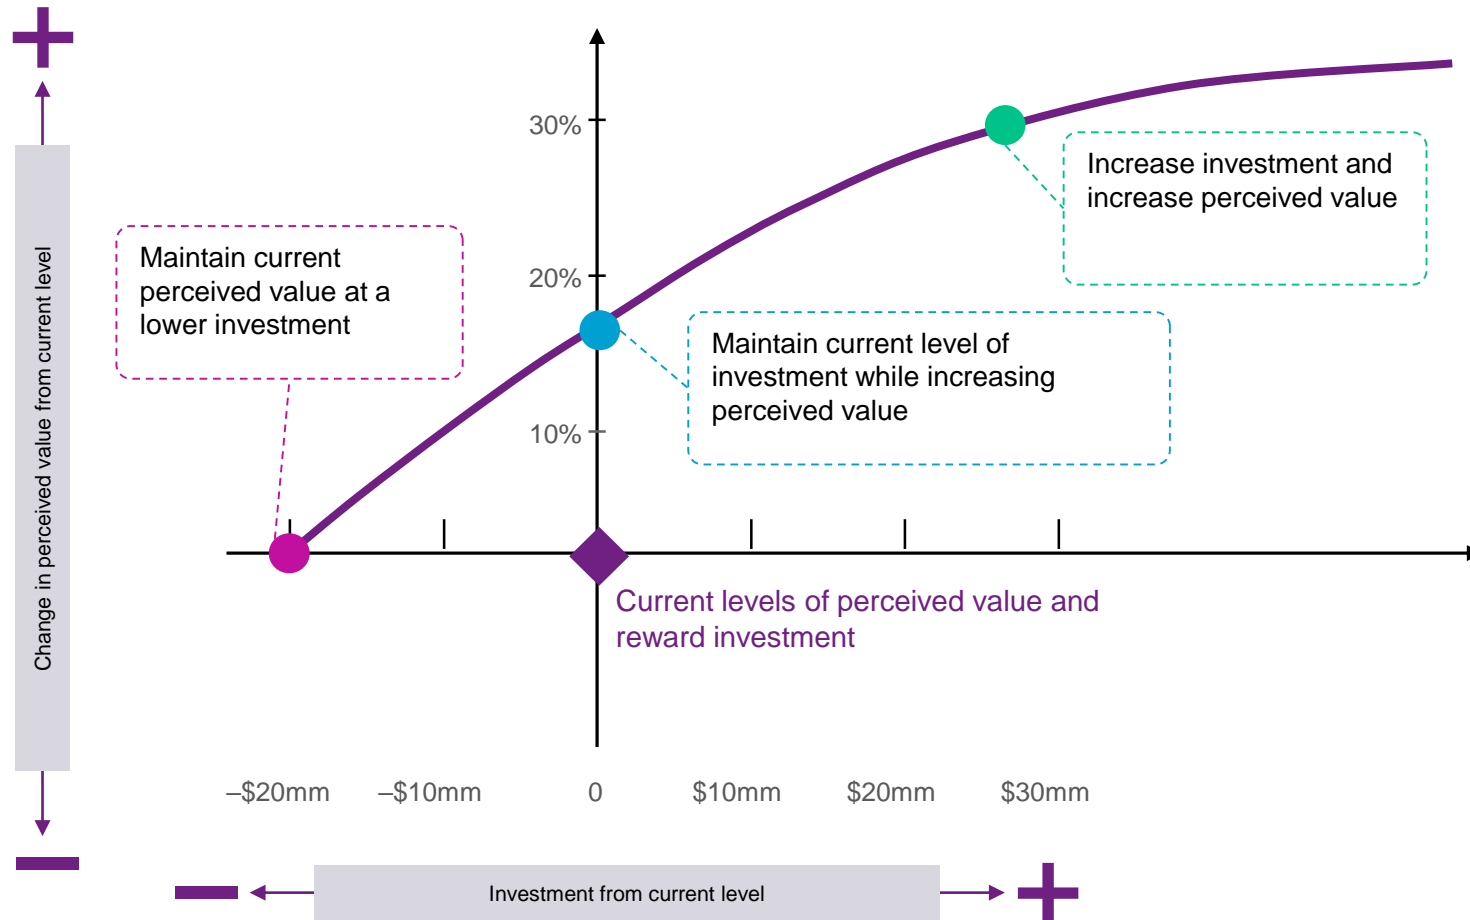 30%
Increase investment and
increase perceived value
Maintain current
perceived value at a
lower investment
20%
Maintain current level of
investment while increasing
perceived value
10%
Change in perceived value from current level
Current levels of perceived value and
reward investment
–$20mm –$10mm 0 $10mm $20mm $30mm
Investment from current level